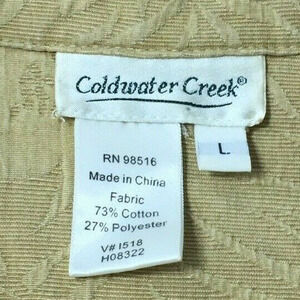 Coldwater Creek®
L
RN 98516
Made in China
Fabric
73% Cotton
27% Polyester
V# I518
H08322